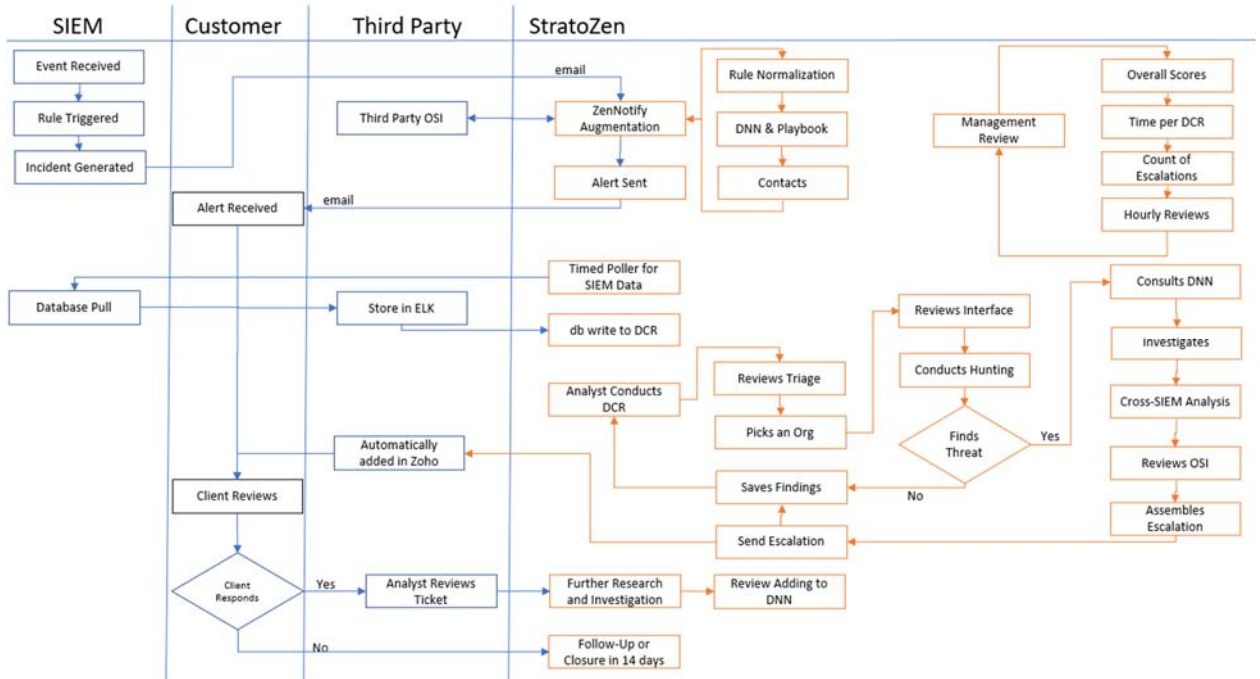 SIEM
Customer
Third Party
StratoZen
Event Received
Rule Triggered
Incident Generated
email
Third Party OSI
ZenNotify
Augmentation
Alert Sent
Rule Normalization
DNN & Playbook
Contacts
Management
Review
Overall Scores
Time per DCR
Count of
Escalations
Hourly Reviews
Alert Received
email
Timed Poller for
SIEM Data
Database Pull
Store in ELK
db write to DCR
Analyst Conducts
DCR
Reviews Triage
Picks an Org
Reviews Interface
Conducts Hunting
Finds
Threat
Yes
No
Consults DNN
Investigates
Cross-SIEM Analysis
Reviews OSI
Assembles
Escalation
Saves Findings
Send Escalation
Automatically
added in Zoho
Client Reviews
Client
Responds
Yes
Analyst Reviews
Ticket
Further Research
and Investigation
Review Adding to
DNN
No
Follow-Up or
Closure in 14 days